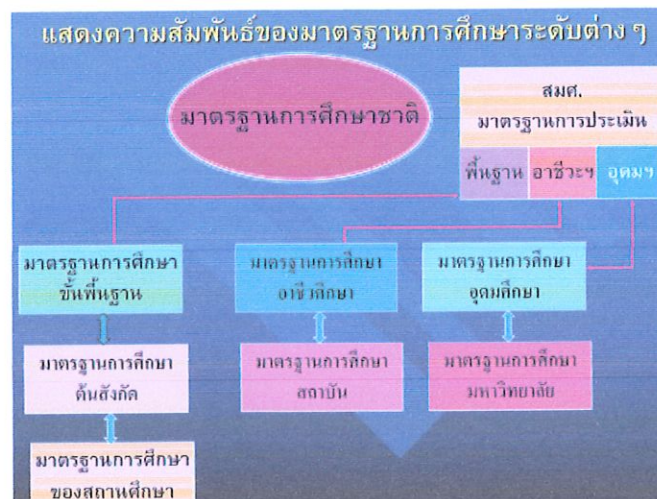 แสดงความสัมพันธ์ของมาตรฐานการศึกษาระดับต่าง ๆ
มาตรฐานการศึกษาชาติ
สมศ.
มาตรฐานการประเมิน
พื้นฐาน อาชีวะฯ อุดมฯ
มาตรฐานการศึกษา
ขั้นพื้นฐาน
มาตรฐานการศึกษา
อาชีวศึกษา
มาตรฐานการศึกษา
อุดมศึกษา
มาตรฐานการศึกษา
ต้นสังกัด
มาตรฐานการศึกษา
สถาบัน
มาตรฐานการศึกษา
มหาวิทยาลัย
มาตรฐานการศึกษา
ของสถานศึกษา